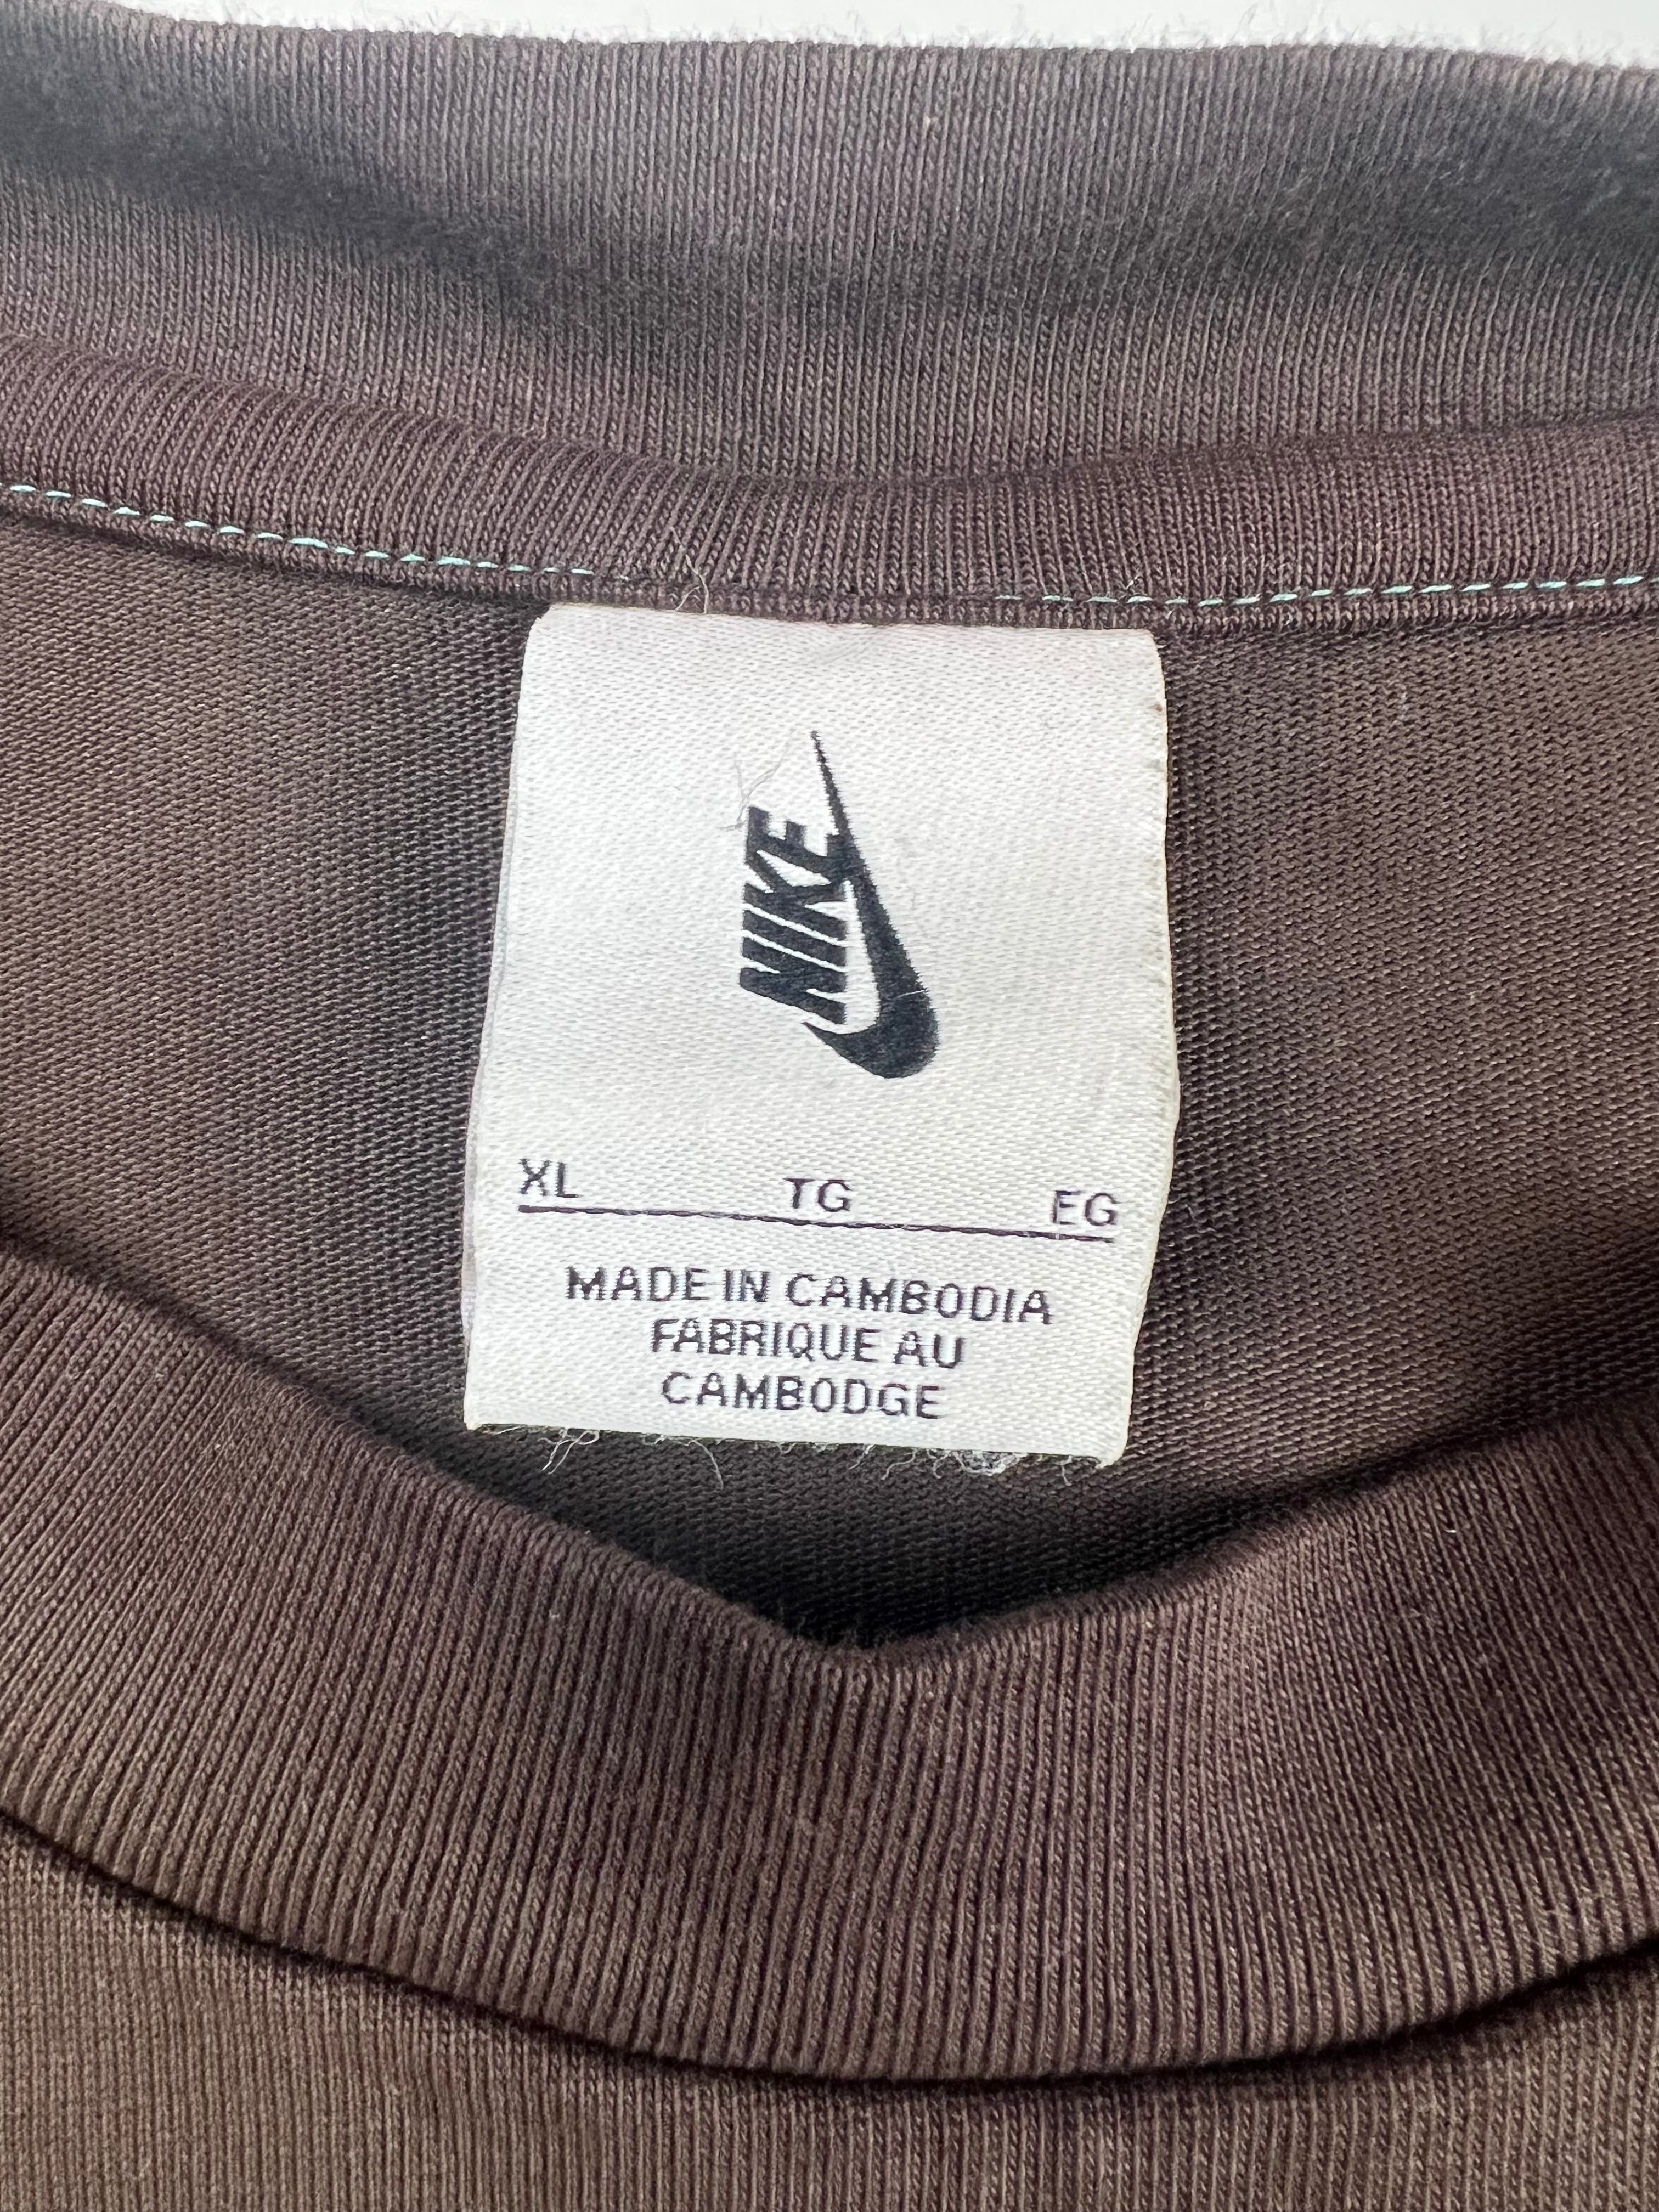 NIKE
XL TG EG
MADE IN CAMBODIA
FABRIQUE AU
CAMBODGE